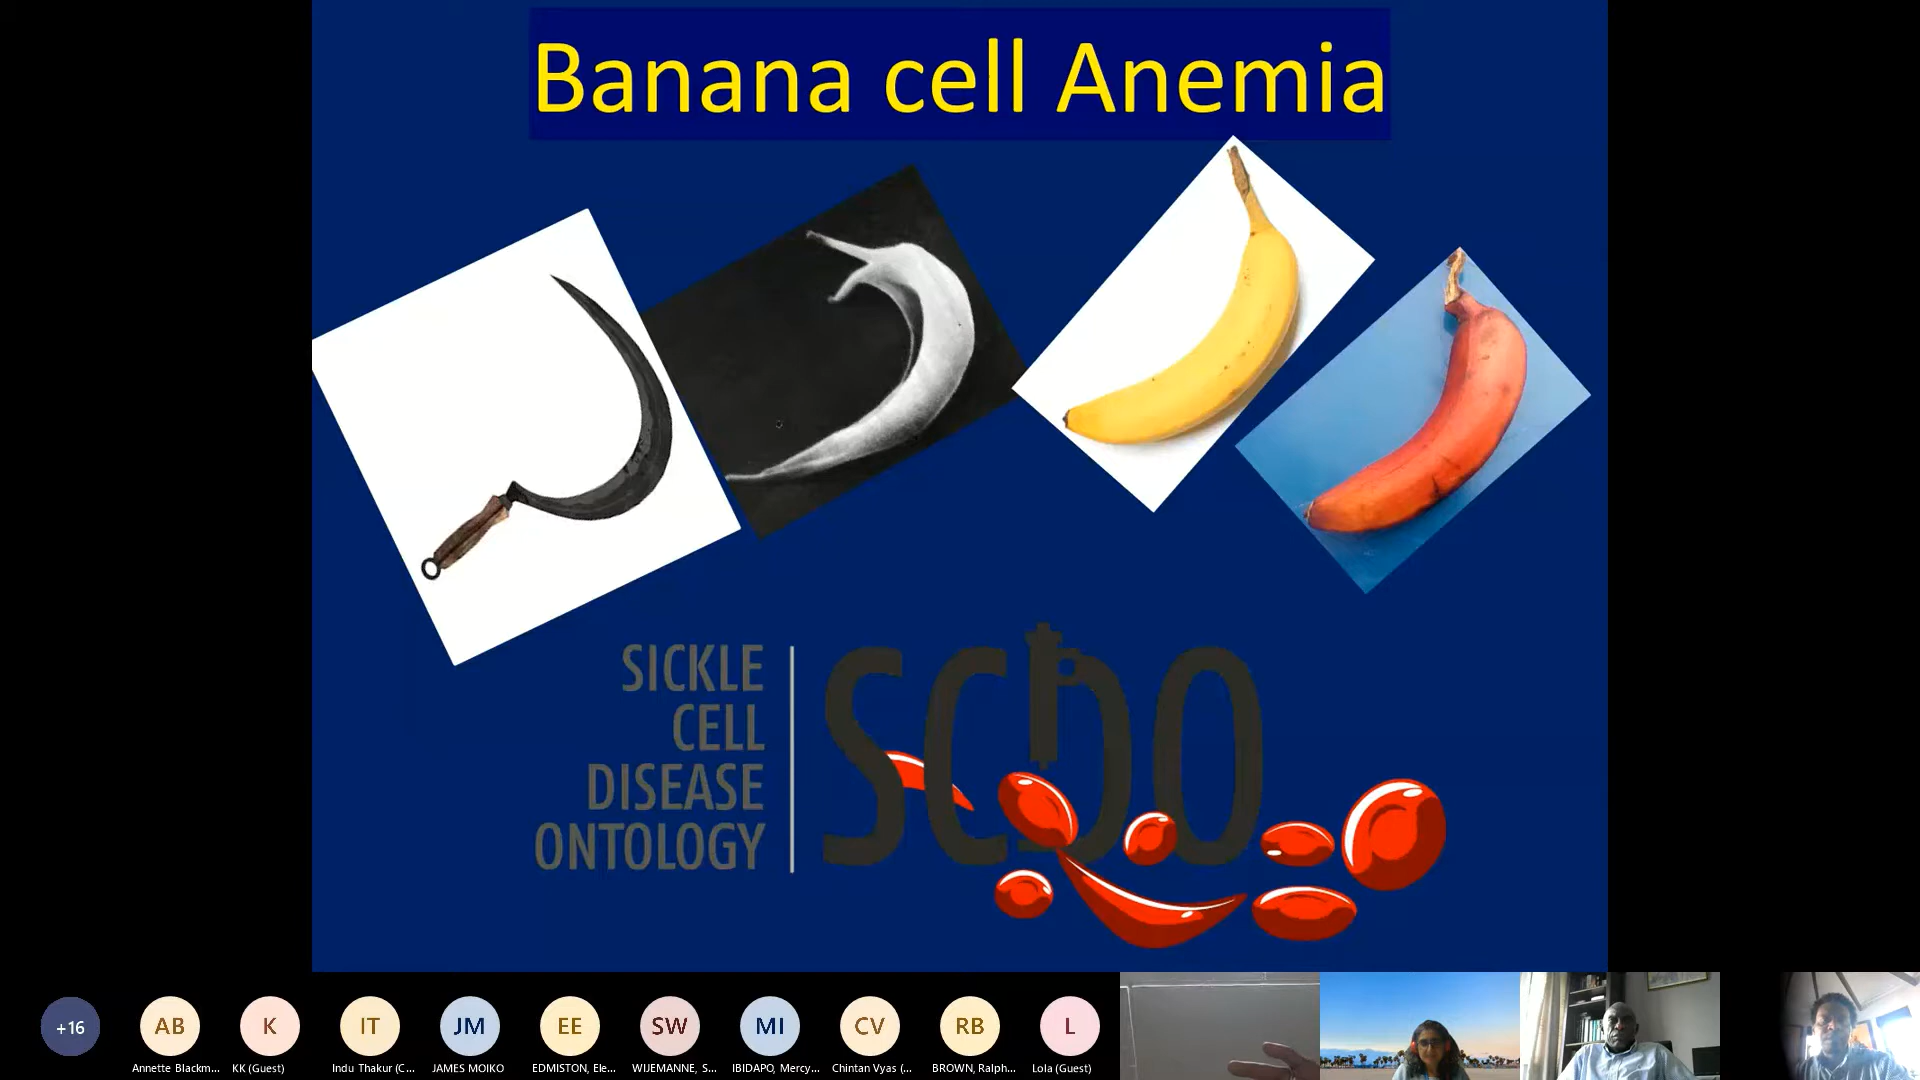 Banana cell Anemia
SICKLE
CELL
DISEASE
ONTOLOGY
SCDO
+16
AB
K
IT
JM
EE
SW
MI
CV
RB
L
Annette Blackm...
KK (Guest)
Indu Thakur (C...
JAMES MOIKO
EDMISTON, Ele...
WIJEMANNE, S...
IBIDAPO, Mercy...
Chintan Vyas (...
BROWN, Ralph...
Lola (Guest)